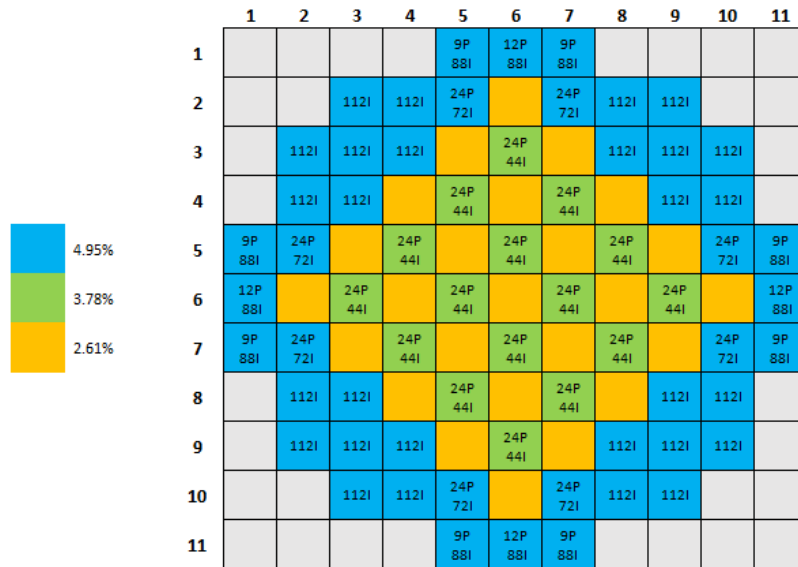 1 2 3 4 5 6 7 8 9 10 11
1 9P 12P 9P
88I 88I 88I
2 112I 112I 24P 24P 112I 112I
72I 72I
3 112I 112I 112I 24P 112I 112I 112I
44I
4 112I 112I 24P 24P 112I 112I
44I 44I
4.95%
5 9P 24P 24P 24P 24P 24P 9P
88I 72I 44I 44I 44I 72I 88I
3.78%
6 12P 24P 24P 24P 24P 12P
88I 44I 44I 44I 44I 88I
2.61%
7 9P 24P 24P 24P 24P 24P 9P
88I 72I 44I 44I 44I 72I 88I
8 112I 112I 24P 24P 112I 112I
44I 44I
9 112I 112I 112I 24P 112I 112I 112I
44I
10 112I 112I 24P 24P 112I 112I
72I 72I
11 9P 12P 9P
88I 88I 88I